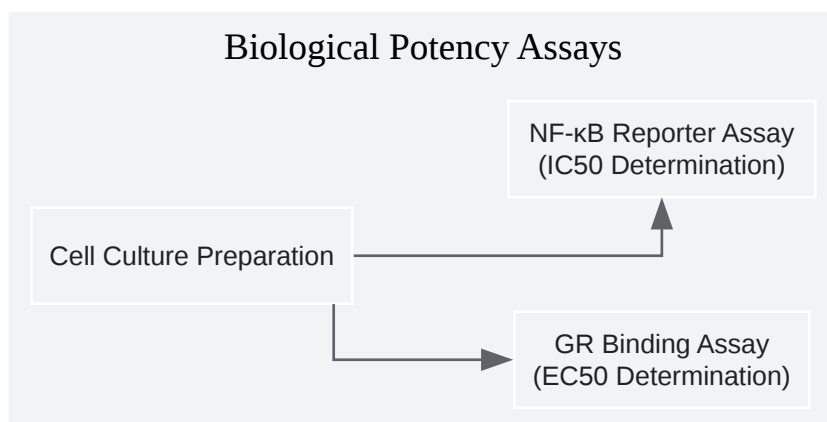 Biological Potency Assays
NF-κB Reporter Assay
(IC50 Determination)
Cell Culture Preparation
GR Binding Assay
(EC50 Determination)